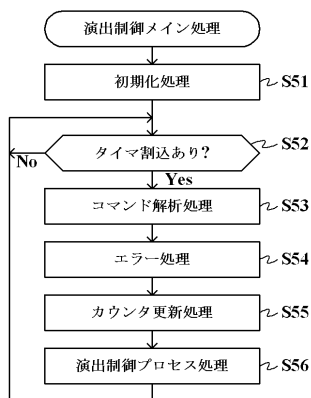 演出制御メイン処理
初期化処理 S51
タイマ割込あり? S52
No
Yes
コマンド解析処理 S53
エラー処理 S54
カウンタ更新処理 S55
演出制御プロセス処理 S56